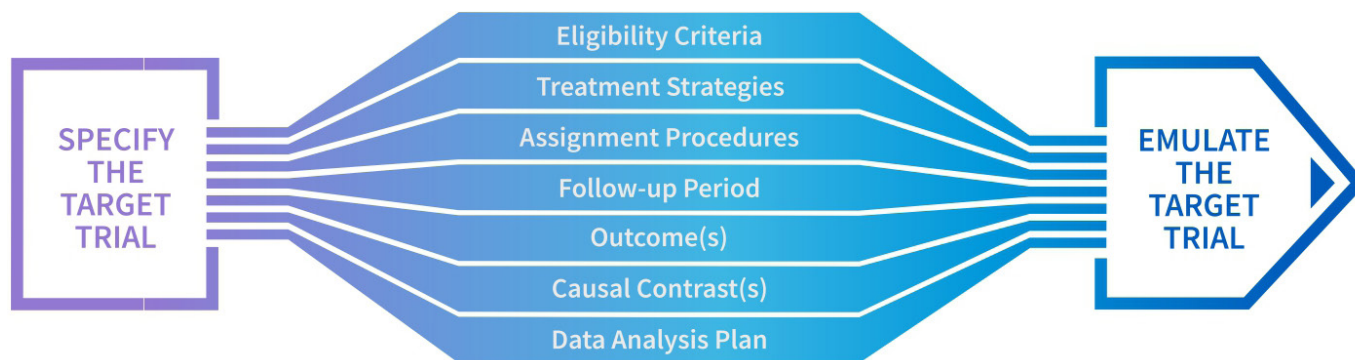 SPECIFY
THE
TARGET
TRIAL
Eligibility Criteria
Treatment Strategies
Assignment Procedures
Follow-up Period
Outcome(s)
Causal Contrast(s)
Data Analysis Plan
EMULATE
THE
TARGET
TRIAL